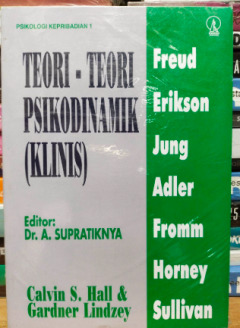 PSIKOLOGI KEPRIBADIAN 1
TEORI - TEORI
PSIKODINAMIK
(KLINIS)
Editor:
Dr. A. SUPRATIKNYA
Calvin S. Hall &
Gardner Lindzey
Freud
Erikson
Jung
Adler
Fromm
Horney
Sullivan